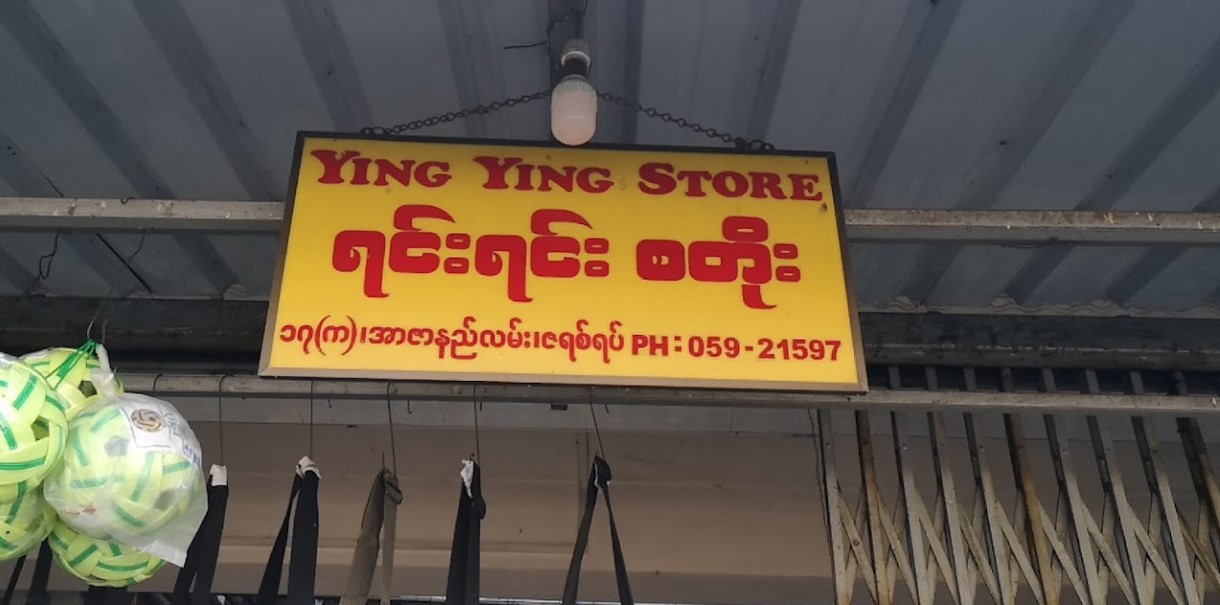 YING YING STORE
ရင်းရင်း စတိုး
၁၇(က)၊အာဇာနည်လမ်း၊ဇရစ်ရပ် PH : 059-21597